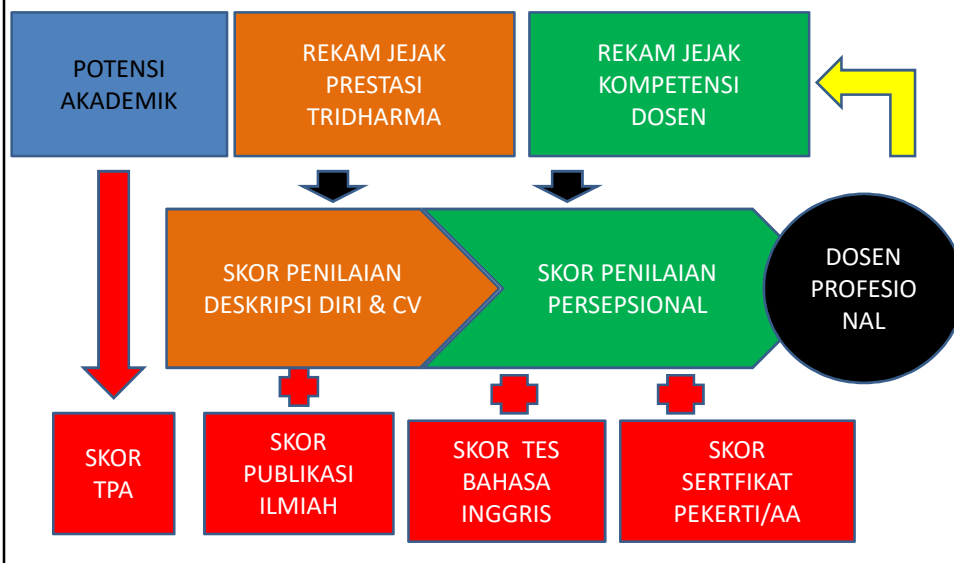 POTENSI
AKADEMIK
REKAM JEJAK
PRESTASI
TRIDHARMA
REKAM JEJAK
KOMPETENSI
DOSEN
SKOR PENILAIAN
DESKRIPSI DIRI & CV
SKOR PENILAIAN
PERSEPSIONAL
DOSEN
PROFESIO
NAL
SKOR
TPA
SKOR
PUBLIKASI
ILMIAH
SKOR TES
BAHASA
INGGRIS
SKOR
SERTFIKAT
PEKERTI/AA